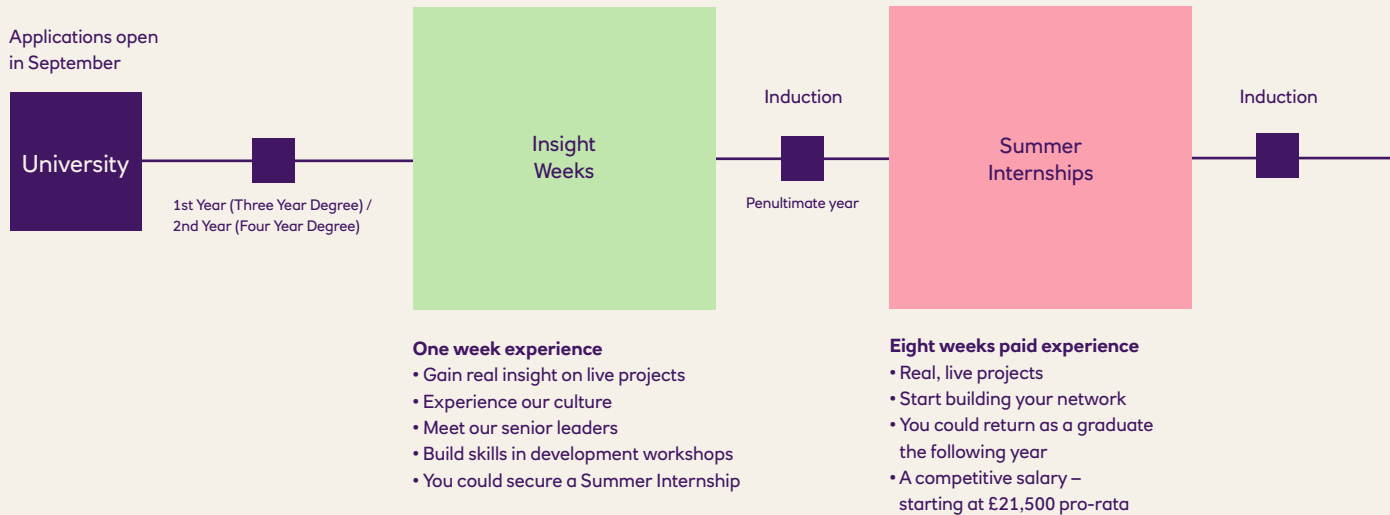 Applications open
in September
University
1st Year (Three Year Degree) /
2nd Year (Four Year Degree)
Insight
Weeks
One week experience
• Gain real insight on live projects
• Experience our culture
• Meet our senior leaders
• Build skills in development workshops
• You could secure a Summer Internship
Induction
Penultimate year
Summer
Internships
Eight weeks paid experience
• Real, live projects
• Start building your network
• You could return as a graduate
the following year
• A competitive salary –
starting at £21,500 pro-rata
Induction